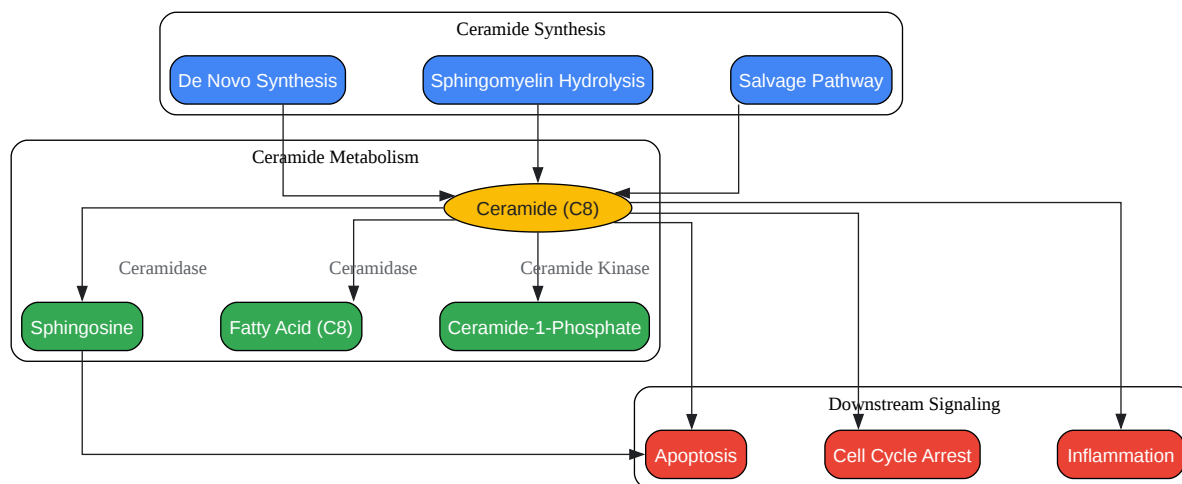 Ceramide Synthesis
De Novo Synthesis
Sphingomyelin Hydrolysis
Salvage Pathway
Ceramide Metabolism
Ceramide (C8)
Ceramidase
Ceramidase
Ceramide Kinase
Sphingosine
Fatty Acid (C8)
Ceramide-1-Phosphate
Downstream Signaling
Apoptosis
Cell Cycle Arrest
Inflammation